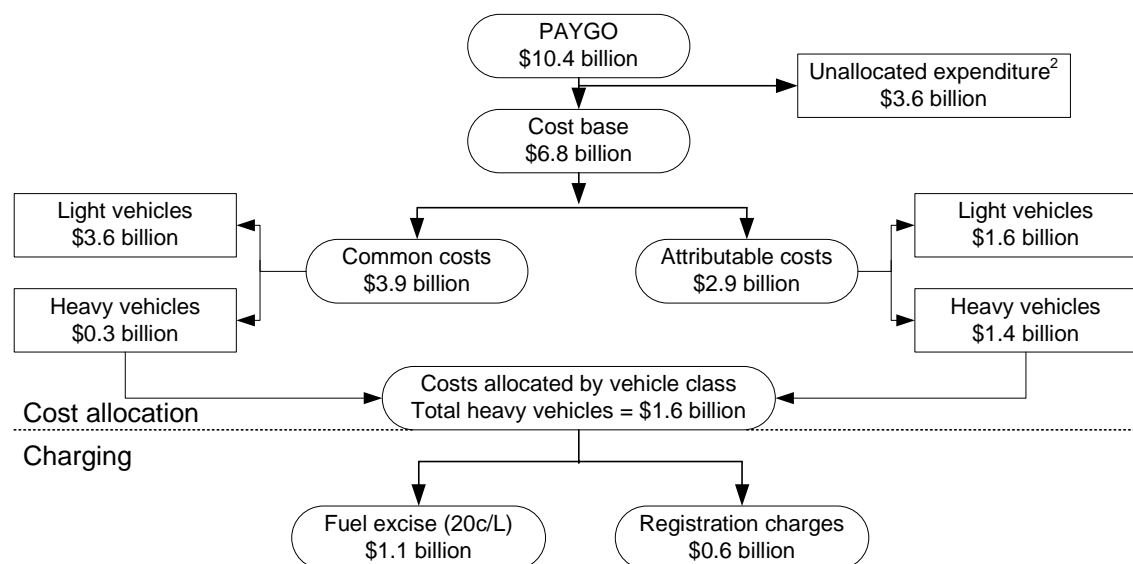 PAYGO
$10.4 billion
Unallocated expenditure²
$3.6 billion
Cost base
$6.8 billion
Light vehicles
$3.6 billion
Light vehicles
$1.6 billion
Common costs
$3.9 billion
Attributable costs
$2.9 billion
Heavy vehicles
$0.3 billion
Heavy vehicles
$1.4 billion
Costs allocated by vehicle class
Total heavy vehicles = $1.6 billion
Cost allocation
Charging
Fuel excise (20c/L)
$1.1 billion
Registration charges
$0.6 billion